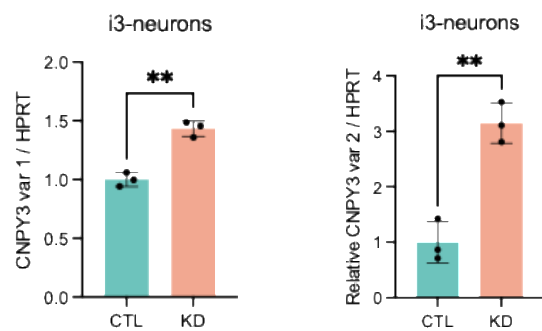 i3-neurons
CNPY3 var 1 / HPRT
2.0
1.5
1.0
0.5
0.0
**
CTL KD
i3-neurons
Relative CNPY3 var 2 / HPRT
4
3
2
1
0
**
CTL KD